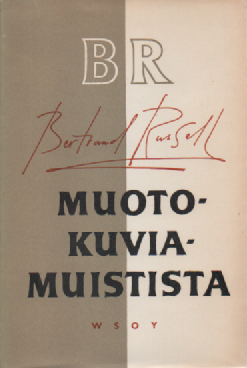 BR
Bertrand Russell
MUOTO-
KUVIA-
MUISTISTA
WSOY